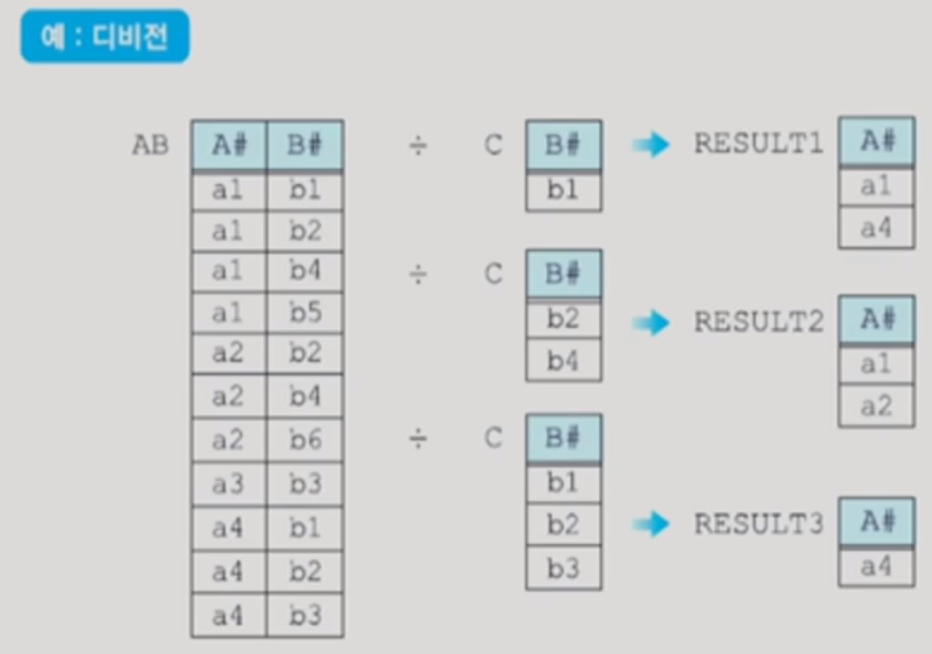 예 : 디비전
AB A# B# ÷ C B# RESULT1 A#
a1 b1 b1 a1
a1 b2 a4
a1 b4 ÷ C B#
a1 b5 b2 RESULT2 A#
a2 b2 b4 a1
a2 b4 a2
a2 b6 ÷ C B#
a3 b3 b1
a4 b1 b2 RESULT3 A#
a4 b2 b3 a4
a4 b3